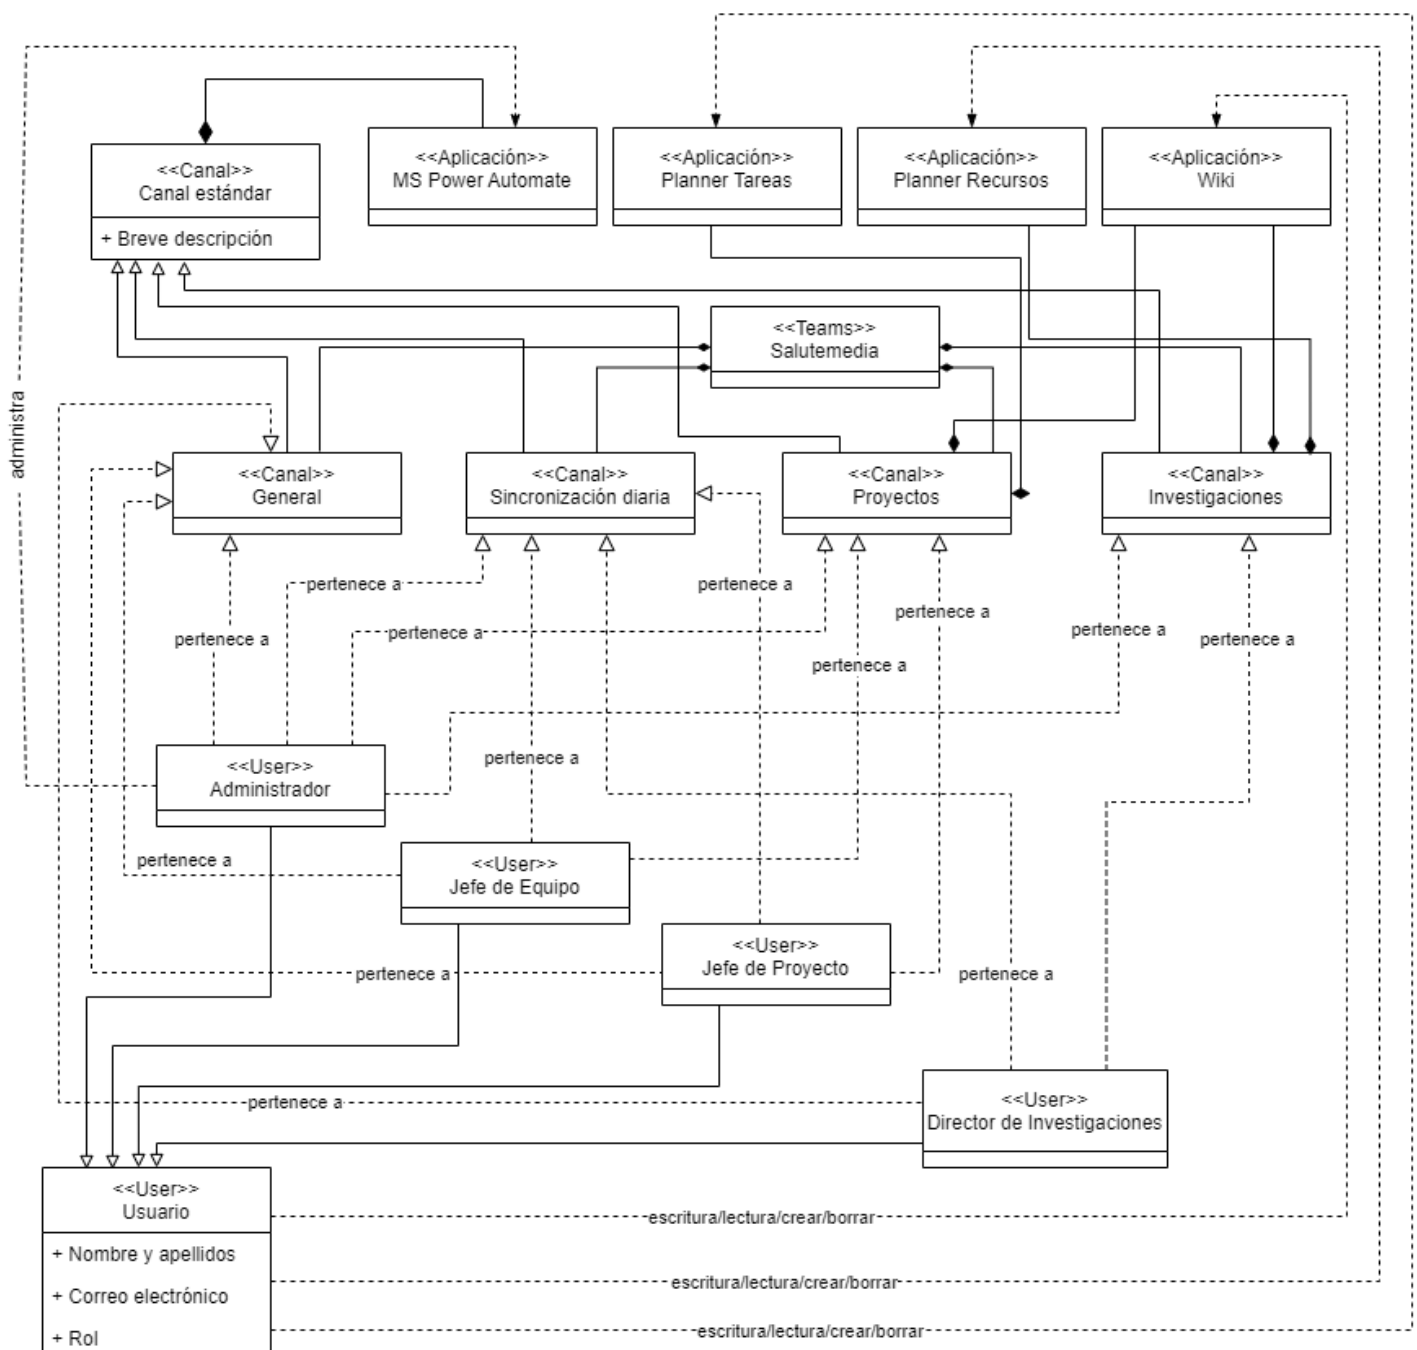 <<Canal>>
Canal estándar
+ Breve descripción
<<Aplicación>>
MS Power Automate
<<Aplicación>>
Planner Tareas
<<Aplicación>>
Planner Recursos
<<Aplicación>>
Wiki
<<Teams>>
Salutemedia
administra
<<Canal>>
General
<<Canal>>
Sincronización diaria
<<Canal>>
Proyectos
<<Canal>>
Investigaciones
pertenece a
pertenece a
pertenece a
pertenece a
pertenece a
pertenece a
pertenece a
pertenece a
pertenece a
<<User>>
Administrador
pertenece a
<<User>>
Jefe de Equipo
<<User>>
Jefe de Proyecto
pertenece a
pertenece a
<<User>>
Director de Investigaciones
pertenece a
<<User>>
Usuario
+ Nombre y apellidos
+ Correo electrónico
+ Rol
escritura/lectura/crear/borrar
escritura/lectura/crear/borrar
escritura/lectura/crear/borrar